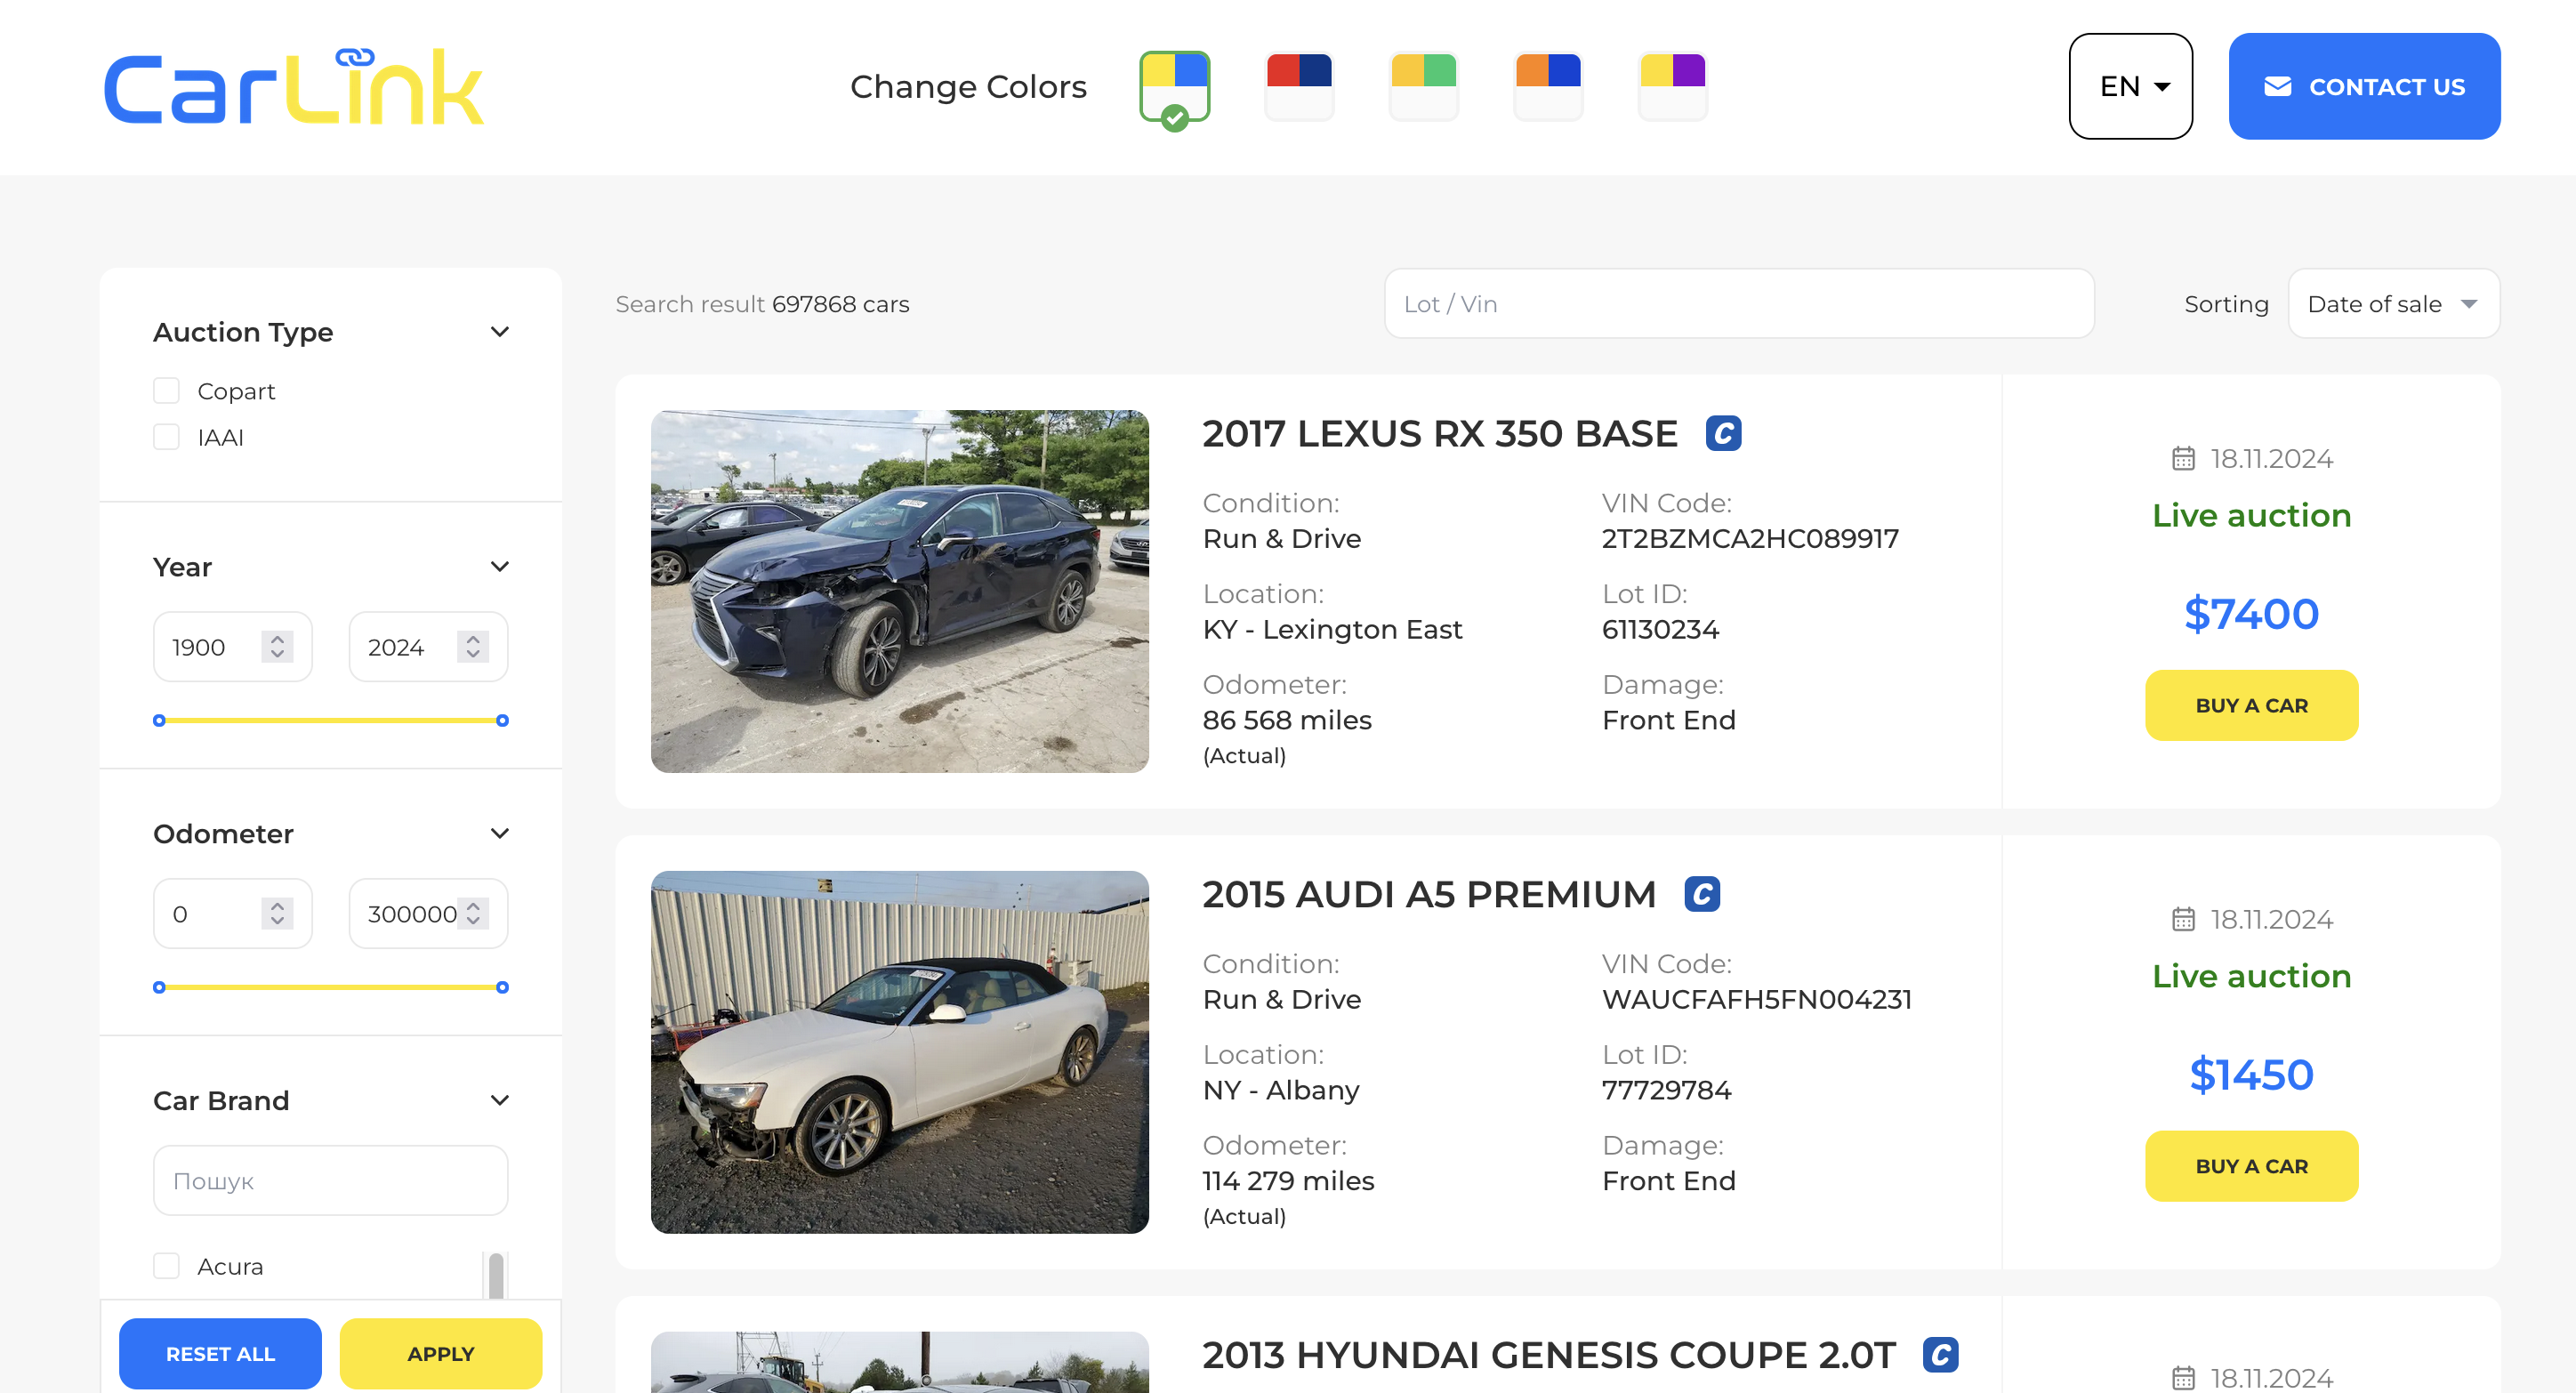 CarLink
Change Colors
EN
CONTACT US
Auction Type
Copart
IAAI
Year
1900
2024
Odometer
0
300000
Car Brand
Пошук
Acura
RESET ALL
APPLY
Search result 697868 cars
Lot / Vin
Sorting
Date of sale
2017 LEXUS RX 350 BASE
C
Condition:
Run & Drive
VIN Code:
2T2BZMCA2HC089917
Location:
KY - Lexington East
Lot ID:
61130234
Odometer:
86 568 miles
(Actual)
Damage:
Front End
18.11.2024
Live auction
$7400
BUY A CAR
2015 AUDI A5 PREMIUM
C
Condition:
Run & Drive
VIN Code:
WAUCFAFH5FN004231
Location:
NY - Albany
Lot ID:
77729784
Odometer:
114 279 miles
(Actual)
Damage:
Front End
18.11.2024
Live auction
$1450
BUY A CAR
2013 HYUNDAI GENESIS COUPE 2.0T
C
18.11.2024